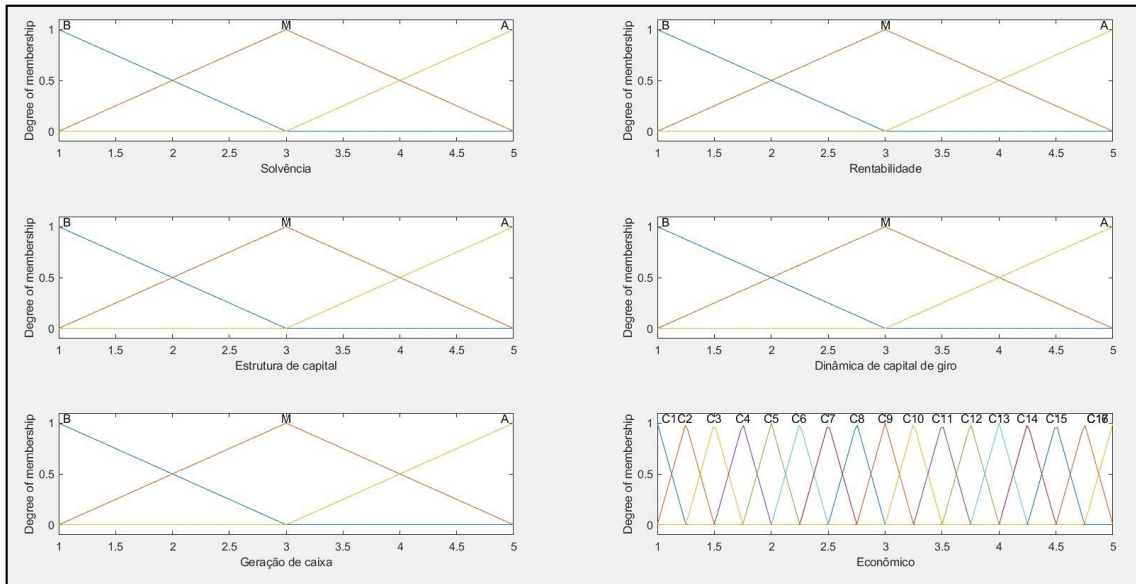 B M A
1
0.5
0
Degree of membership
1 1.5 2 2.5 3 3.5 4 4.5 5
Solvência
B M A
1
0.5
0
Degree of membership
1 1.5 2 2.5 3 3.5 4 4.5 5
Rentabilidade
B M A
1
0.5
0
Degree of membership
1 1.5 2 2.5 3 3.5 4 4.5 5
Estrutura de capital
B M A
1
0.5
0
Degree of membership
1 1.5 2 2.5 3 3.5 4 4.5 5
Dinâmica de capital de giro
B M A
1
0.5
0
Degree of membership
1 1.5 2 2.5 3 3.5 4 4.5 5
Geração de caixa
C1 C2 C3 C4 C5 C6 C7 C8 C9 C10 C11 C12 C13 C14 C15
1
0.5
0
Degree of membership
1 1.5 2 2.5 3 3.5 4 4.5 5
Econômico